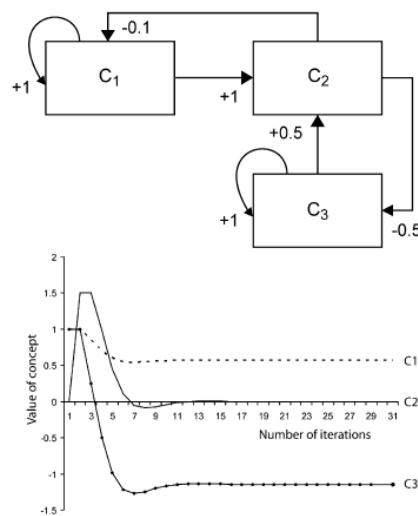 -0.1
C1
C2
+1
+1
+0.5
C3
+1
-0.5
2
1.5
1
0.5
0
-0.5
-1
-1.5
Value of concept
1 3 5 7 9 11 13 15 17 19 21 23 25 27 29 31
Number of iterations
C1
C2
C3